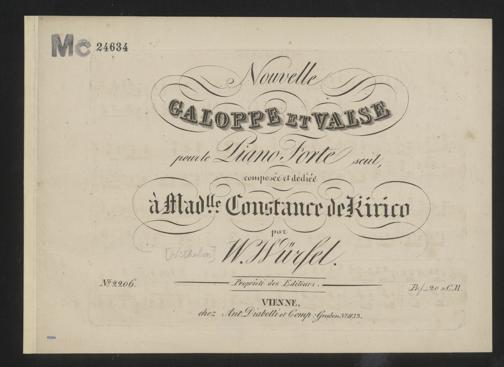 Mc 24634
Nouvelle
GALOPPE ET VALSE
pour le Piano Forte seul,
composée et dediée
à Madlle Constance de Kirico
par
W. Würfel.
Propriété des Editeurs.
No 2206.
VIENNE,
chez Ant. Diabelli et Comp: Graben No 1133.